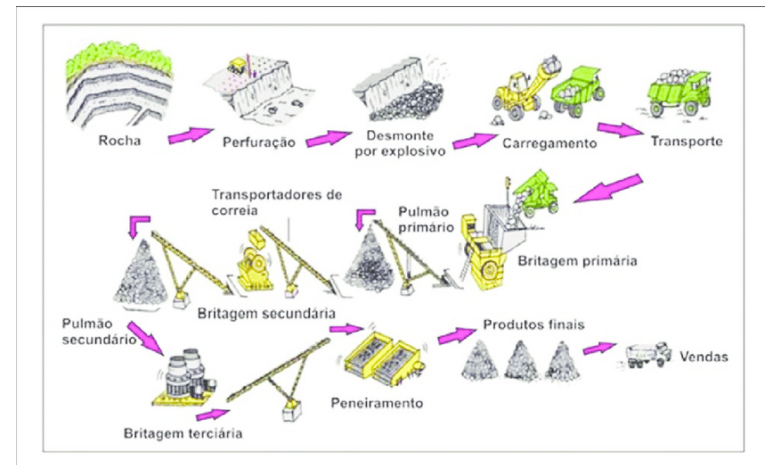 Rocha
Perfuração
Desmonte
por explosivo
Carregamento
Transporte
Transportadores de
correia
Pulmão
primário
Britagem primária
Britagem secundária
Pulmão
secundário
Britagem terciária
Peneiramento
Produtos finais
Vendas